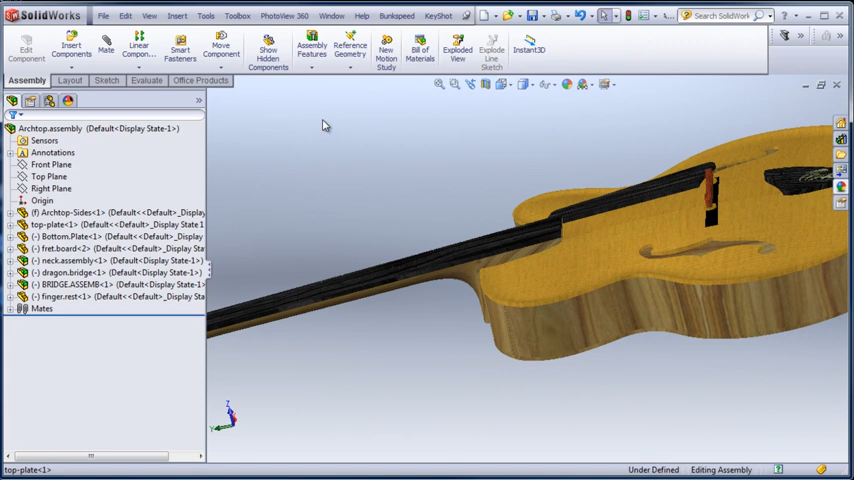 SolidWorks File Edit View Insert Tools Toolbox PhotoView 360 Window Help Bunkspeed KeyShot Search SolidWorks
Edit Component Insert Components Mate Linear Compon... Smart Fasteners Move Component Show Hidden Components Assembly Features Reference Geometry New Motion Study Bill of Materials Exploded View Explode Line Sketch Instant3D
Assembly Layout Sketch Evaluate Office Products
Archtop.assembly (Default<Display State-1>)
Sensors
Annotations
Front Plane
Top Plane
Right Plane
Origin
(f) Archtop-Sides<1> (Default<<Default>_Display
top-plate<1> (Default<<Default>_Display State 1
(-) Bottom.Plate<1> (Default<<Default>_Display
(-) fret.board<2> (Default<<Default>_Display Sta
(-) neck.assembly<1> (Default<Display State-1>)
(-) dragon.bridge<1> (Default<Display State-1>)
(-) BRIDGE.ASSEMB<1> (Default<Display State-1
(-) finger.rest<1> (Default<<Default>_Display Sta
Mates
Z
Y
top-plate<1> Under Defined Editing Assembly